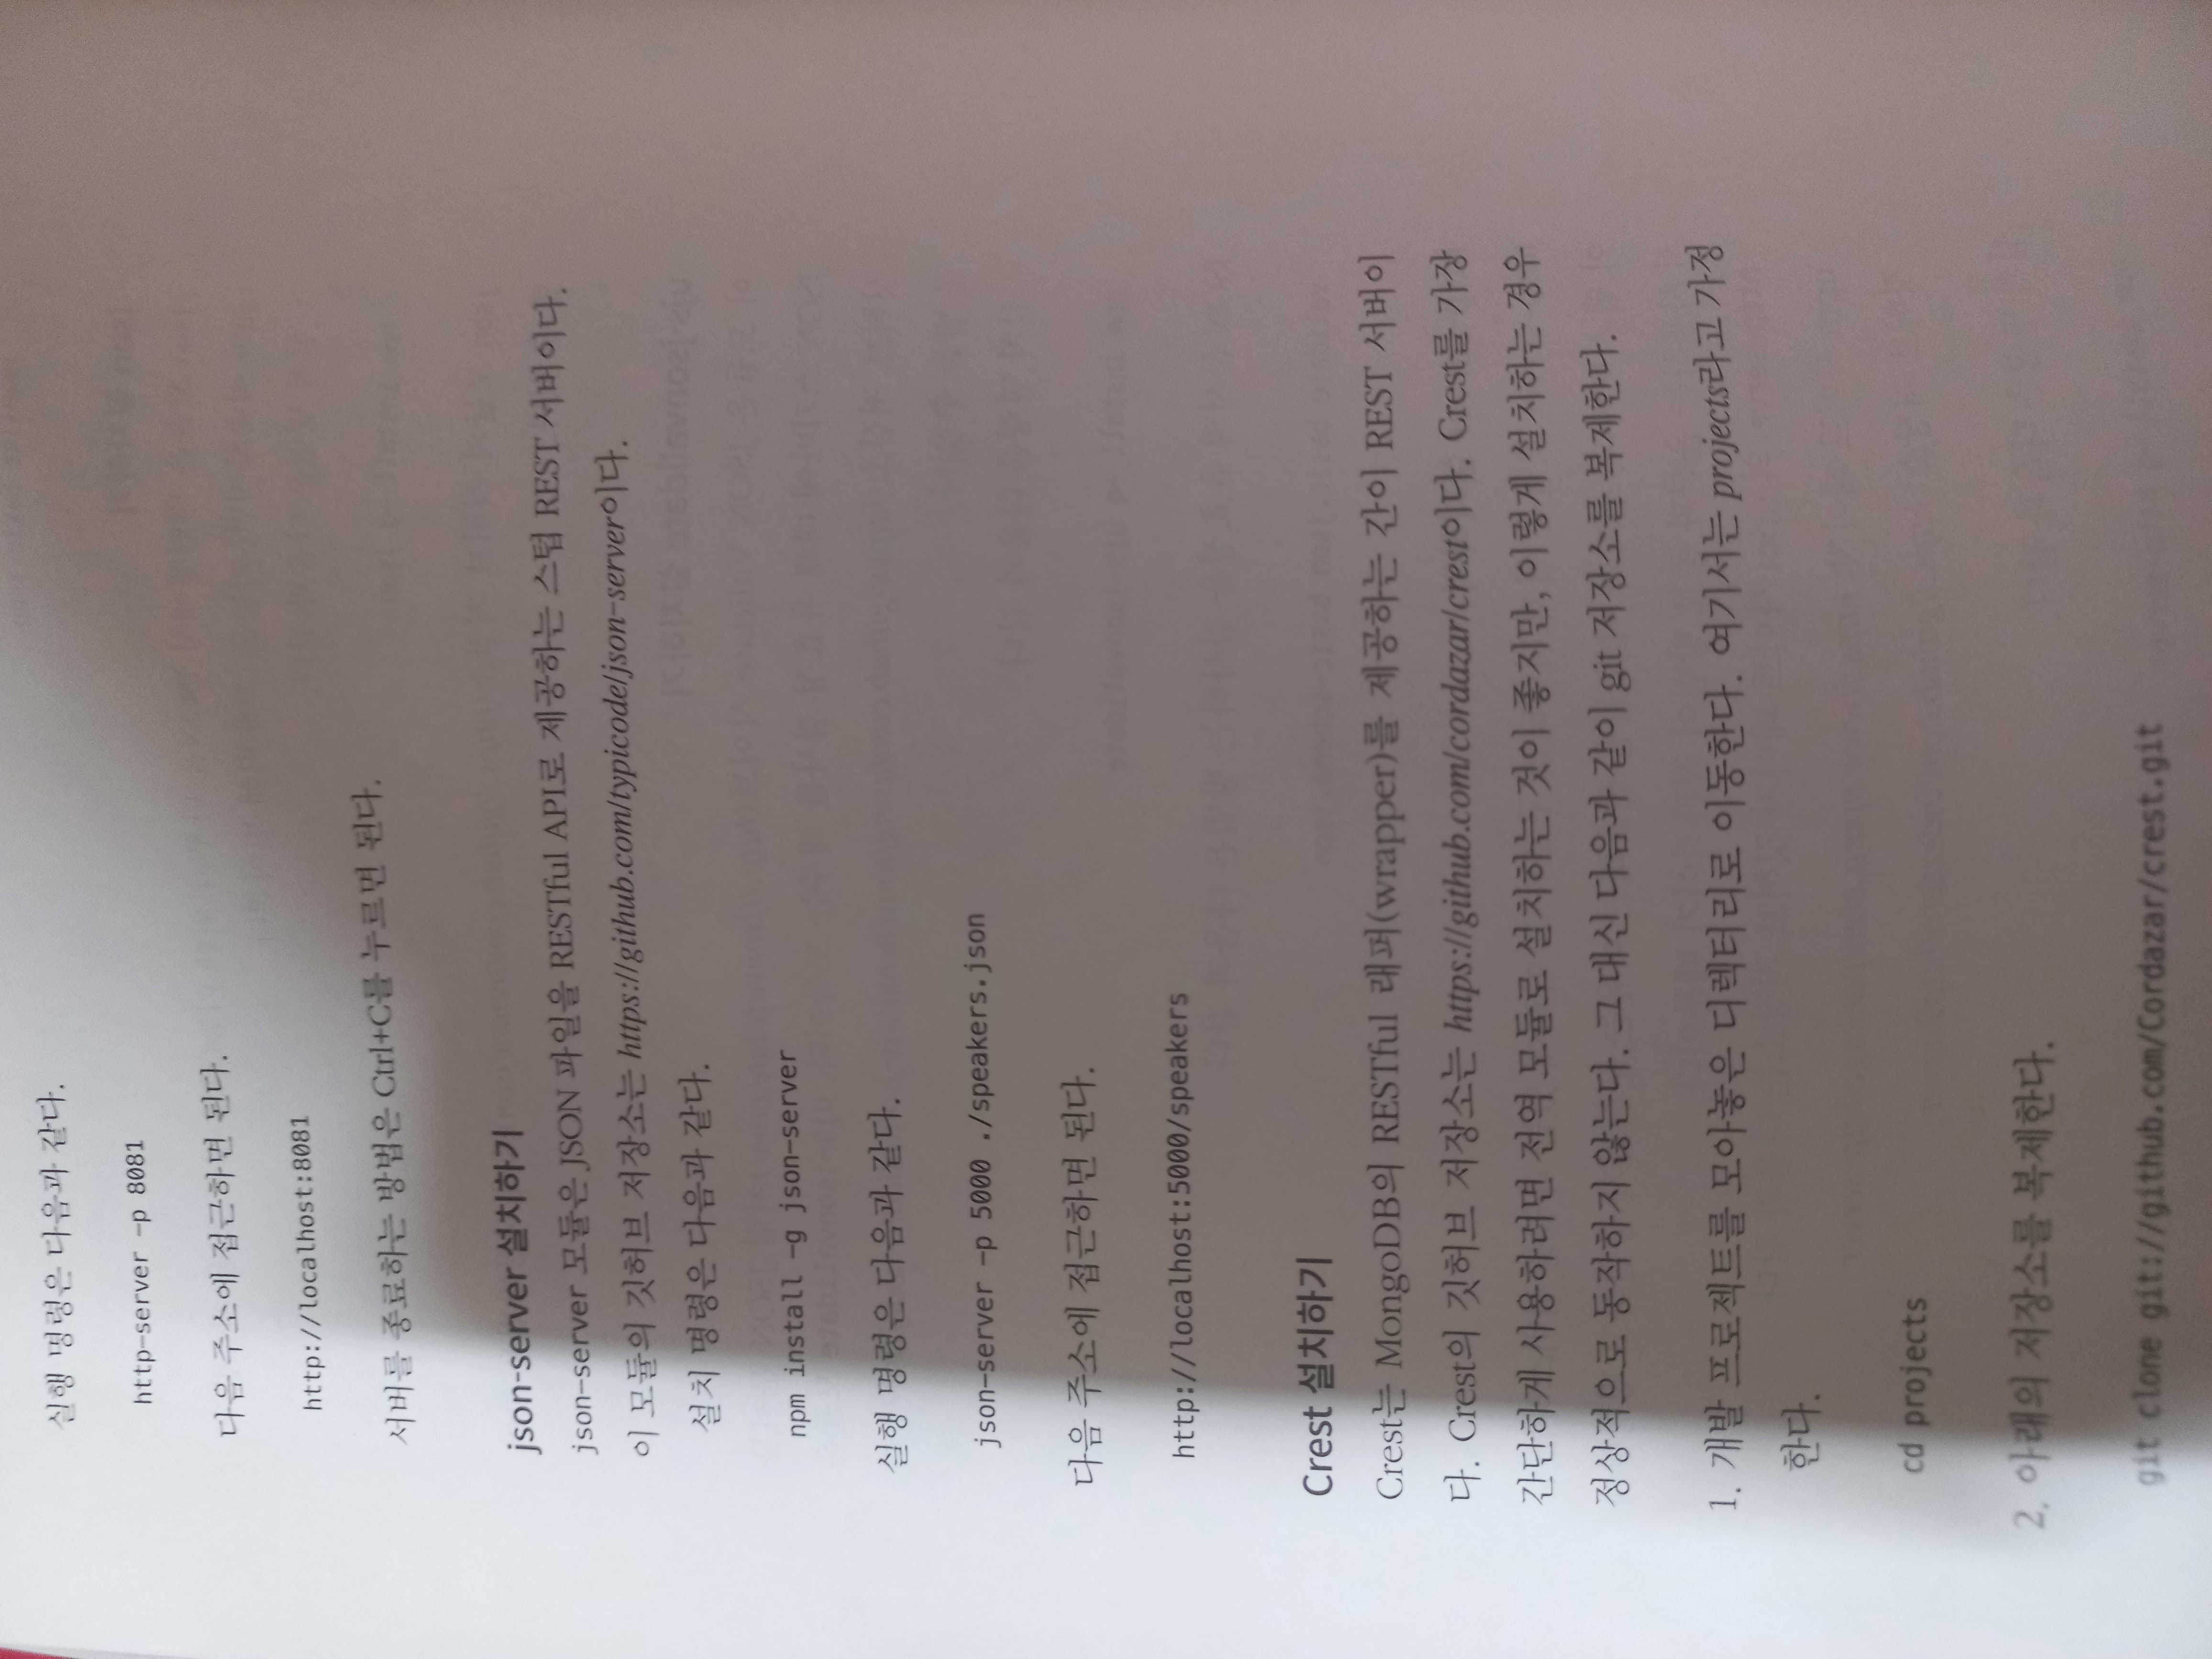 실행 명령은 다음과 같다.
http-server -p 8081
다음 주소에 접근하면 된다.
http://localhost:8081
서버를 종료하는 방법은 Ctrl+C를 누르면 된다.
json-server 설치하기
json-server 모듈은 JSON 파일을 RESTful API로 제공하는 스텁 REST 서버이다.
이 모듈의 깃허브 저장소는 https://github.com/typicode/json-server이다.
설치 명령은 다음과 같다.
npm install -g json-server
실행 명령은 다음과 같다.
json-server -p 5000 ./speakers.json
다음 주소에 접근하면 된다.
http://localhost:5000/speakers
Crest 설치하기
Crest는 MongoDB의 RESTful 래퍼(wrapper)를 제공하는 간이 REST 서버이
다. Crest의 깃허브 저장소는 https://github.com/cordazar/crest이다. Crest를 가장
간단하게 사용하려면 전역 모듈로 설치하는 것이 좋지만, 이렇게 설치하는 경우
정상적으로 동작하지 않는다. 그 대신 다음과 같이 git 저장소를 복제한다.
1. 개발 프로젝트를 모아놓은 디렉터리로 이동한다. 여기서는 projects라고 가정
한다.
cd projects
2. 아래의 저장소를 복제한다.
git clone git://github.com/Cordazar/crest.git